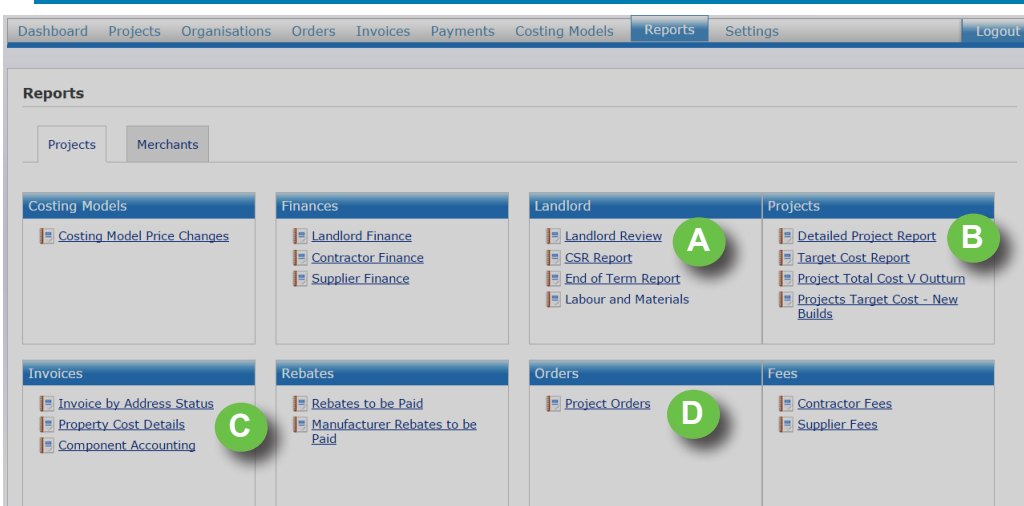 Dashboard Projects Organisations Orders Invoices Payments Costing Models Reports Settings Logout
Reports
Projects Merchants
Costing Models
Costing Model Price Changes
Finances
Landlord Finance
Contractor Finance
Supplier Finance
Landlord
Landlord Review
CSR Report
End of Term Report
Labour and Materials
A
Projects
Detailed Project Report
Target Cost Report
Project Total Cost V Outturn
Projects Target Cost - New
Builds
B
Invoices
Invoice by Address Status
Property Cost Details
Component Accounting
C
Rebates
Rebates to be Paid
Manufacturer Rebates to be
Paid
Orders
Project Orders
D
Fees
Contractor Fees
Supplier Fees